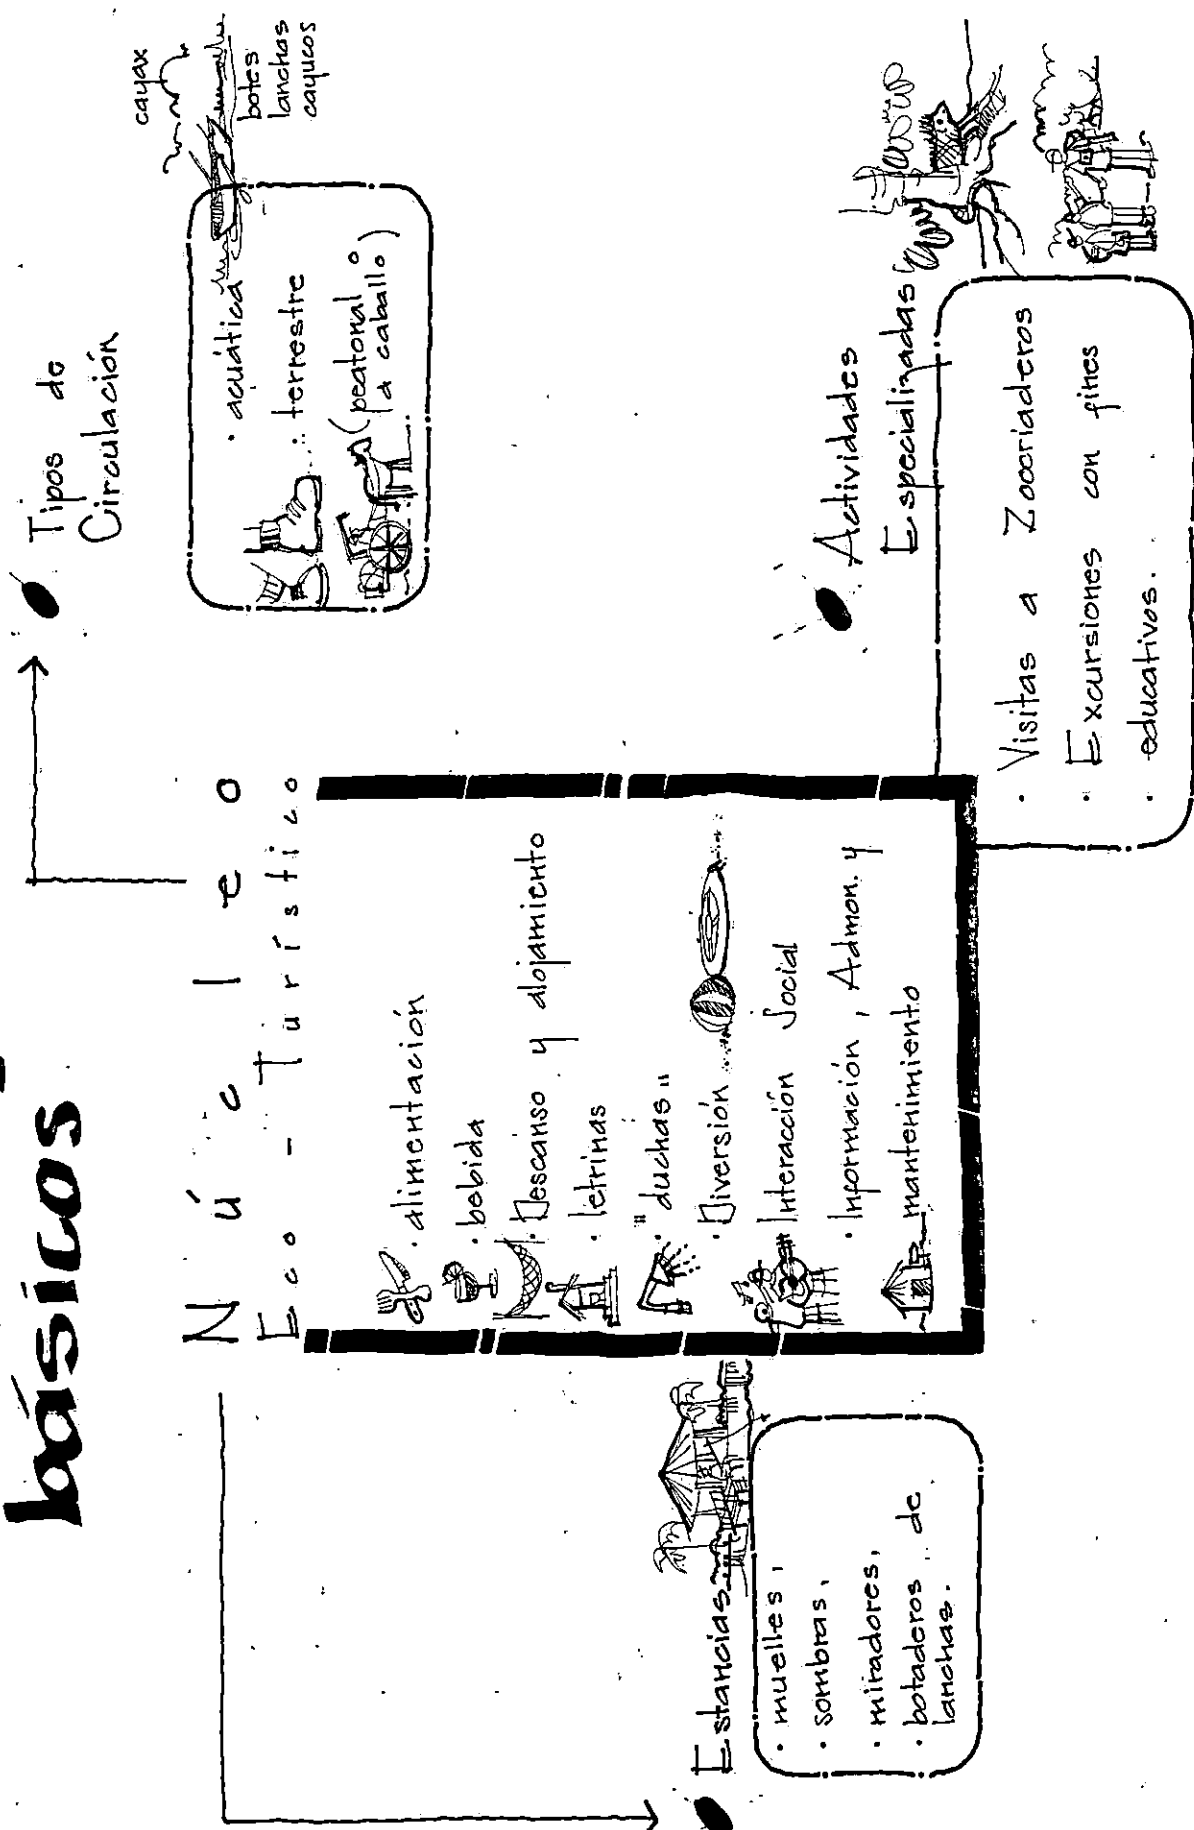 básicos
Núcleo
Eco - Turístico
· alimentación
· bebida
· Descanso y alojamiento
· letrinas
· "duchas"
· Diversión
· Interacción Social
· Información, Admon. y
mantenimiento
Estancias
· muelles,
· sombras,
· miradores,
· botaderos de
lanchas.
Tipos de
Circulación
· acuática
· terrestre
(peatonal o
a caballo)
cayax
botes
lanchas
cayucos
Actividades
Especializadas
· Visitas a Zoocriaderos
· Excursiones con fines
· educativos.